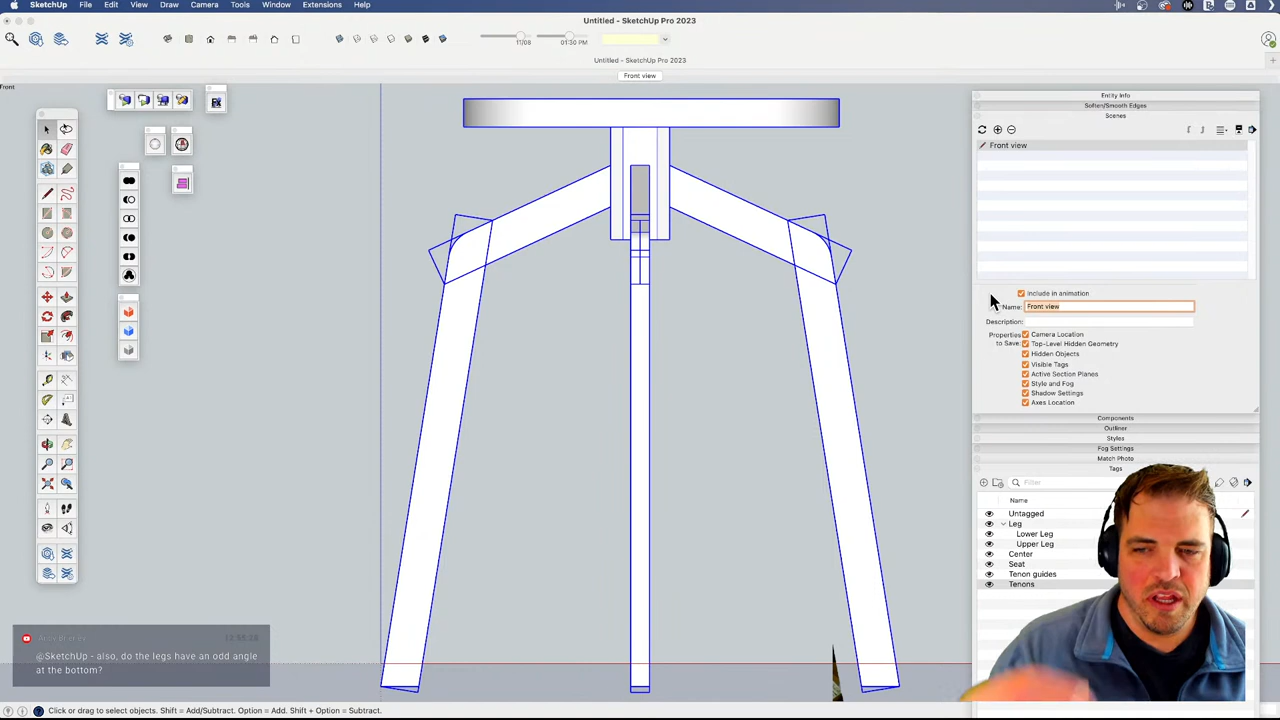 SketchUp File Edit View Draw Camera Tools Window Extensions Help
Untitled - SketchUp Pro 2023
11/08 01:30 PM
Untitled - SketchUp Pro 2023
Front view
Front
Entity Info
Soften/Smooth Edges
Scenes
Front view
Include in animation
Name: Front view
Description:
Properties to Save:
Camera Location
Top-Level Hidden Geometry
Hidden Objects
Visible Tags
Active Section Planes
Style and Fog
Shadow Settings
Axes Location
Components
Outliner
Styles
Fog Settings
Match Photo
Tags
Filter
Name
Untagged
Leg
Lower Leg
Upper Leg
Center
Seat
Tenon guides
Tenons
@SketchUp - also, do the legs have an odd angle
at the bottom?
Click or drag to select objects. Shift = Add/Subtract. Option = Add. Shift + Option = Subtract.